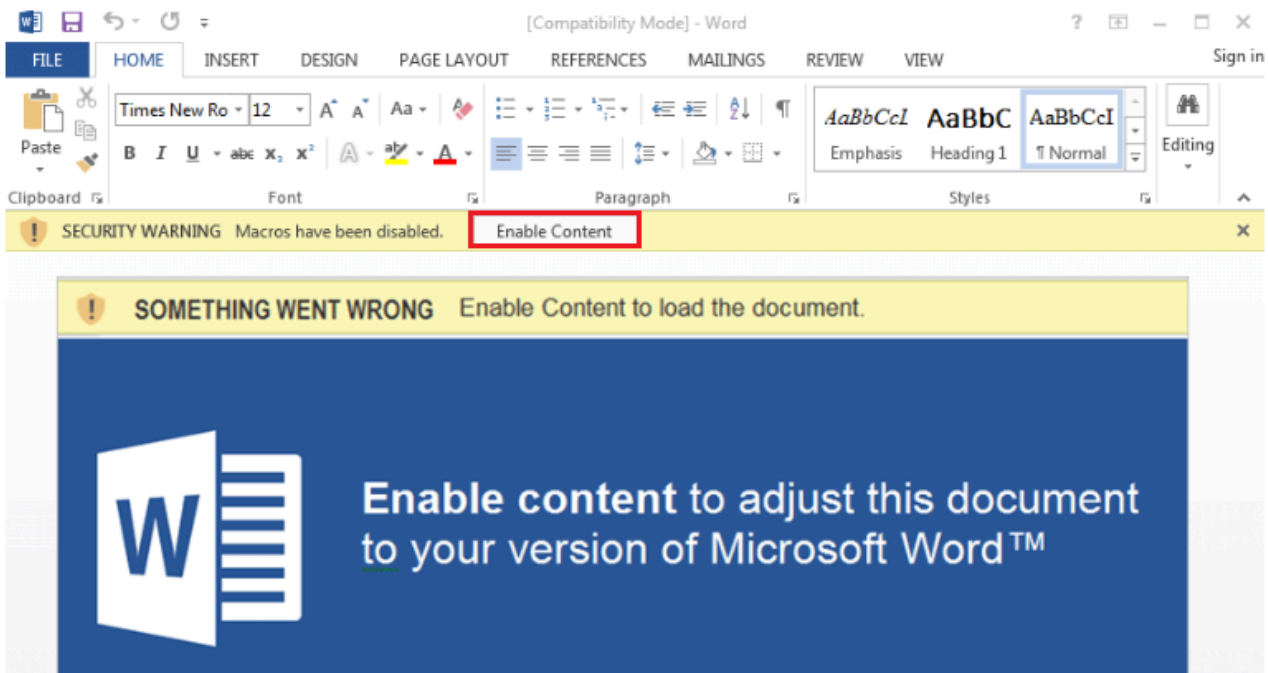 [Compatibility Mode] - Word ?
FILE HOME INSERT DESIGN PAGE LAYOUT REFERENCES MAILINGS REVIEW VIEW Sign in
Times New Ro 12 A A Aa
AaBbCcI AaBbC AaBbCcI
Paste B I U abc X₂ X² A aby A
Emphasis Heading 1 ¶ Normal Editing
Clipboard Font Paragraph Styles
SECURITY WARNING Macros have been disabled. Enable Content
SOMETHING WENT WRONG Enable Content to load the document.
W
Enable content to adjust this document
to your version of Microsoft Word™